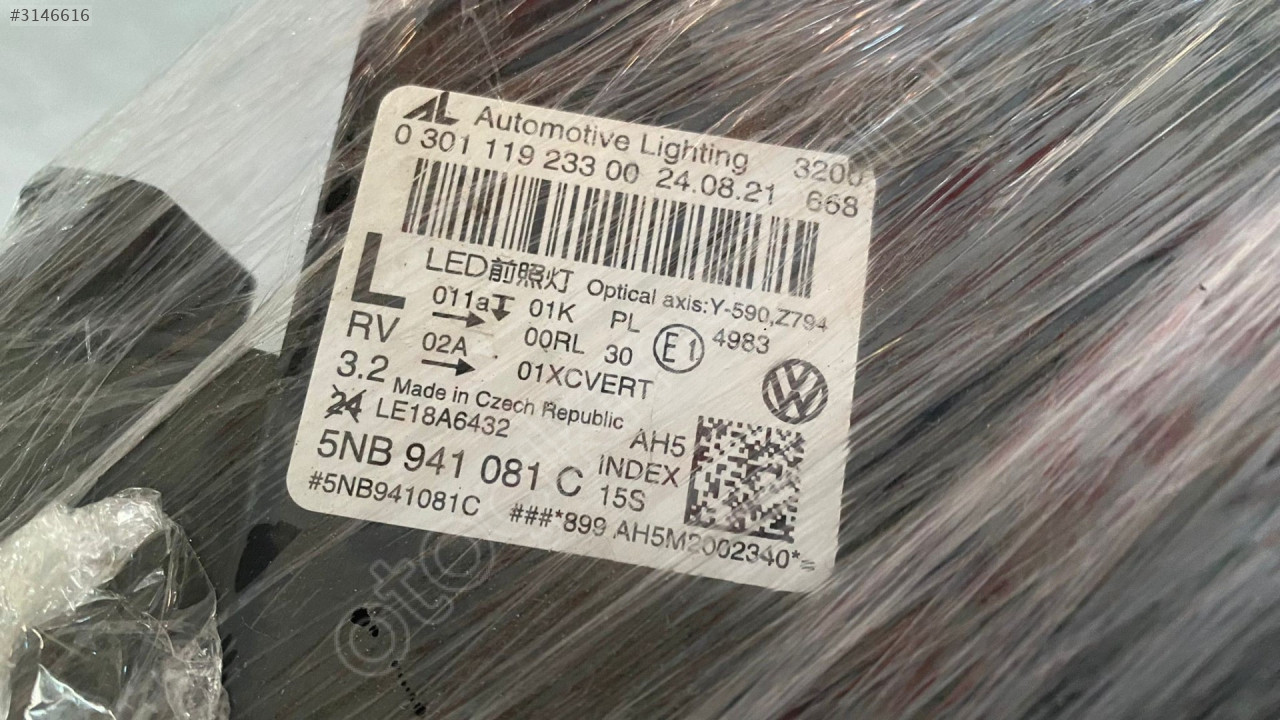 #3146616
AL Automotive Lighting 3200
0 301 119 233 00 24.08.21 668
L LED前照灯 Optical axis:Y-590,Z794
011a 01K PL
RV 02A 00RL 30 E1 4983
3.2 01XCVERT
Made in Czech Republic
24 LE18A6432 AH5
5NB 941 081 C INDEX
15S
#5NB941081C ###*899 AH5M2002340*=
oto